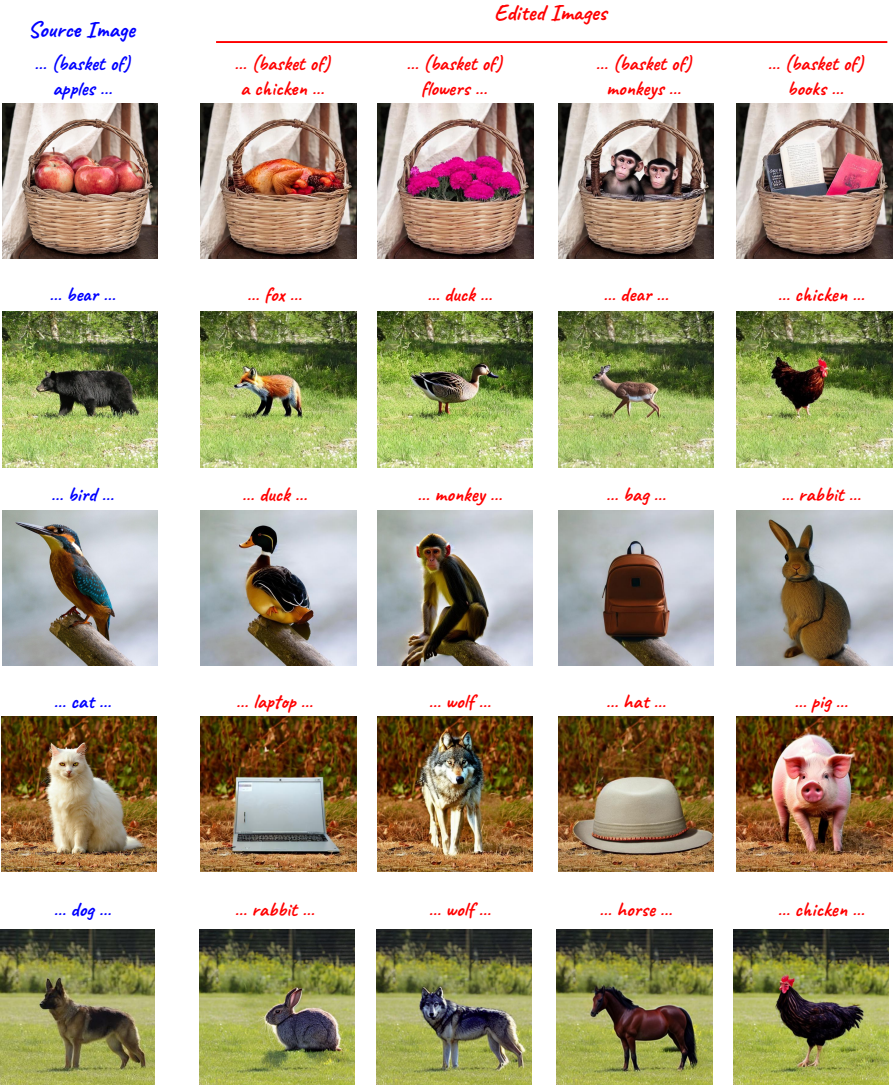 Source Image
Edited Images
... (basket of)
apples ...
... (basket of)
a chicken ...
... (basket of)
flowers ...
... (basket of)
monkeys ...
... (basket of)
books ...
... bear ...
... fox ...
... duck ...
... dear ...
... chicken ...
... bird ...
... duck ...
... monkey ...
... bag ...
... rabbit ...
... cat ...
... laptop ...
... wolf ...
... hat ...
... pig ...
... dog ...
... rabbit ...
... wolf ...
... horse ...
... chicken ...